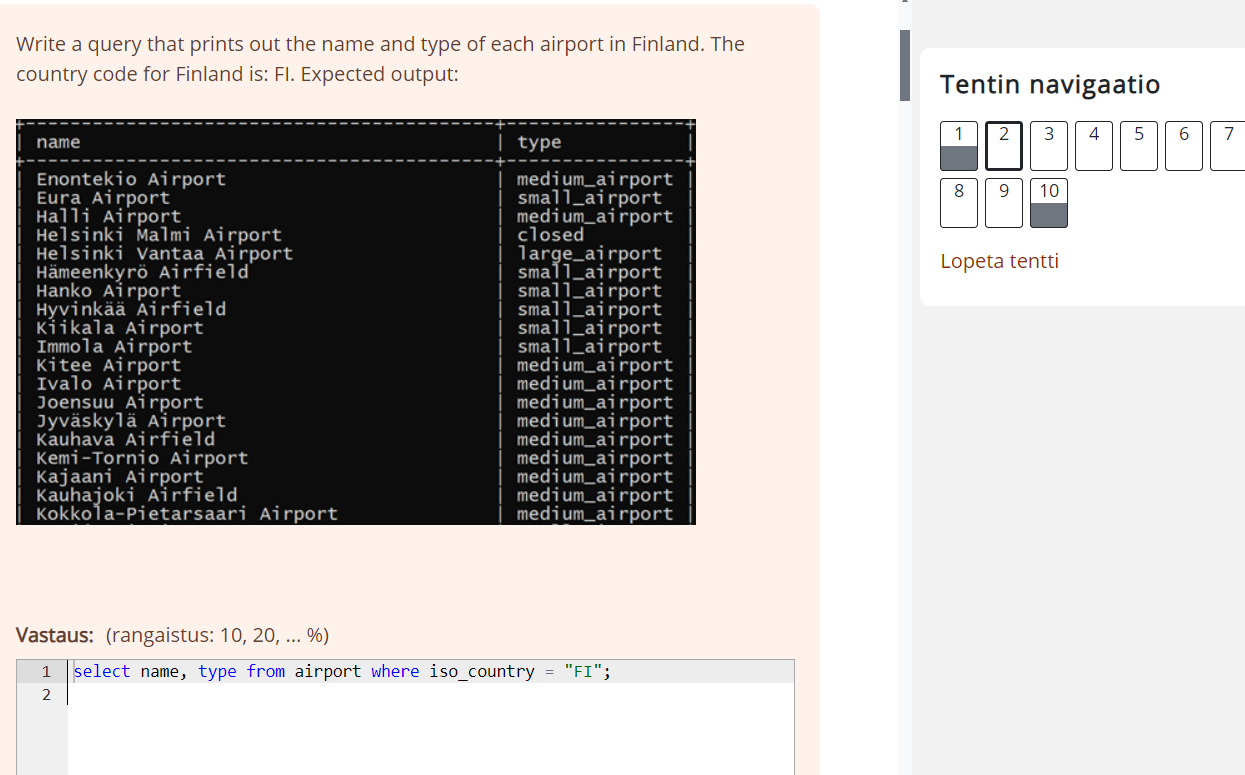 Write a query that prints out the name and type of each airport in Finland. The
country code for Finland is: FI. Expected output:
name type
Enontekio Airport medium_airport
Eura Airport small_airport
Halli Airport medium_airport
Helsinki Malmi Airport closed
Helsinki Vantaa Airport large_airport
Hämeenkyrö Airfield small_airport
Hanko Airport small_airport
Hyvinkää Airfield small_airport
Kiikala Airport small_airport
Immola Airport small_airport
Kitee Airport medium_airport
Ivalo Airport medium_airport
Joensuu Airport medium_airport
Jyväskylä Airport medium_airport
Kauhava Airfield medium_airport
Kemi-Tornio Airport medium_airport
Kajaani Airport medium_airport
Kauhajoki Airfield medium_airport
Kokkola-Pietarsaari Airport medium_airport
Vastaus: (rangaistus: 10, 20, ... %)
1 select name, type from airport where iso_country = "FI";
2
Tentin navigaatio
1 2 3 4 5 6 7
8 9 10
Lopeta tentti